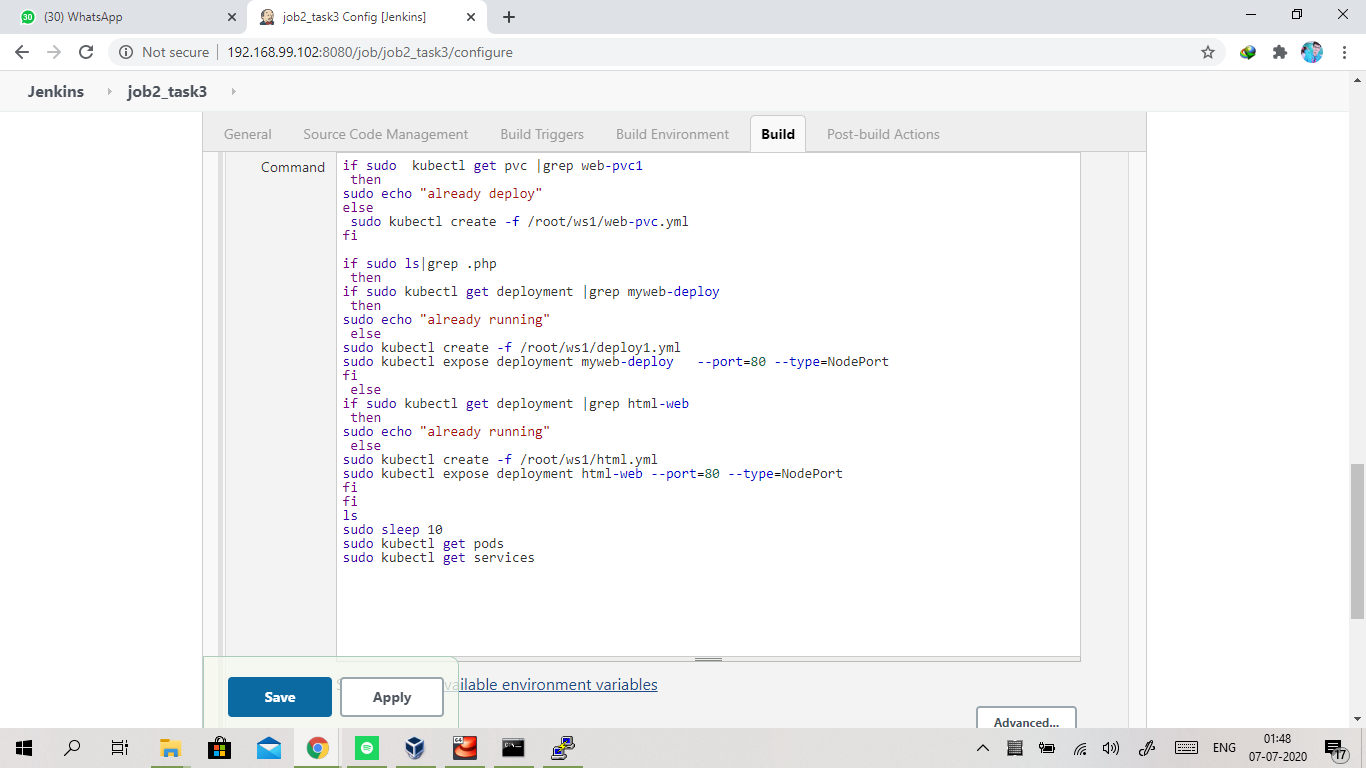 30
(30) WhatsApp
job2_task3 Config [Jenkins]
Not secure
192.168.99.102:8080/job/job2_task3/configure
Jenkins
job2_task3
General
Source Code Management
Build Triggers
Build Environment
Build
Post-build Actions
Command
if sudo  kubectl get pvc |grep web-pvc1
 then
sudo echo "already deploy"
else
 sudo kubectl create -f /root/ws1/web-pvc.yml
fi
if sudo ls|grep .php
 then
if sudo kubectl get deployment |grep myweb-deploy
 then
sudo echo "already running"
 else
sudo kubectl create -f /root/ws1/deploy1.yml
sudo kubectl expose deployment myweb-deploy   --port=80 --type=NodePort
fi
 else
if sudo kubectl get deployment |grep html-web
 then
sudo echo "already running"
 else
sudo kubectl create -f /root/ws1/html.yml
sudo kubectl expose deployment html-web --port=80 --type=NodePort
fi
fi
ls
sudo sleep 10
sudo kubectl get pods
sudo kubectl get services
environment variables
Save
Apply
Advanced...
64
ENG
01:48
07-07-2020
17